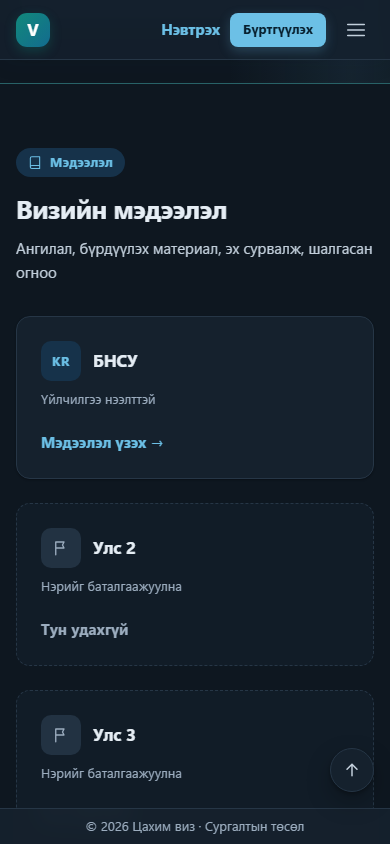 V
Нэвтрэх
Бүртгүүлэх
Мэдээлэл
Визийн мэдээлэл
Ангилал, бүрдүүлэх материал, эх сурвалж, шалгасан
огноо
KR
БНСУ
Үйлчилгээ нээлттэй
Мэдээлэл үзэх →
Улс 2
Нэрийг баталгаажуулна
Тун удахгүй
Улс 3
Нэрийг баталгаажуулна
© 2026 Цахим виз · Сургалтын төсөл